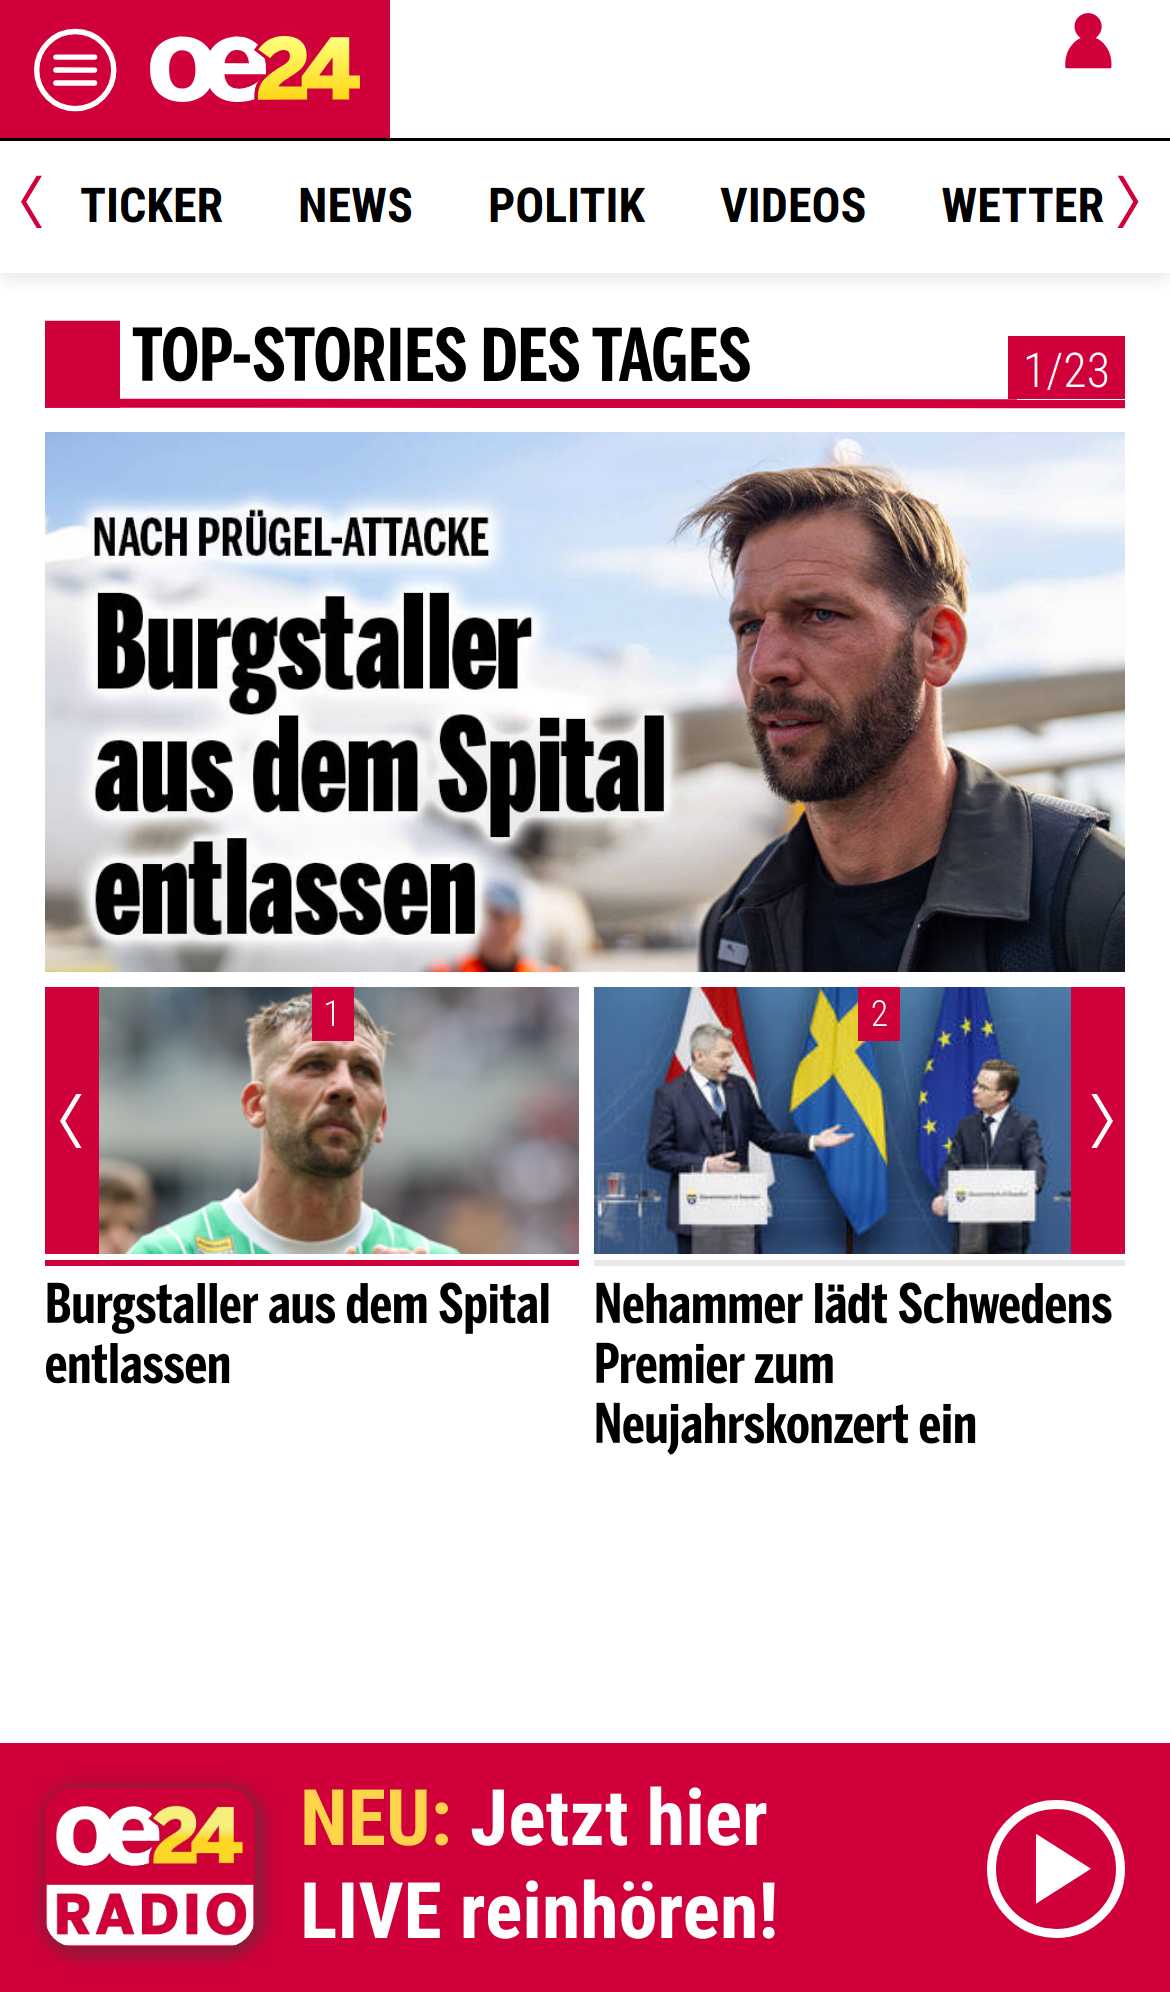 oe24
TICKER
NEWS
POLITIK
VIDEOS
WETTER
TOP-STORIES DES TAGES
1/23
NACH PRÜGEL-ATTACKE
Burgstaller
aus dem Spital
entlassen
1
2
Burgstaller aus dem Spital
entlassen
Nehammer lädt Schwedens
Premier zum
Neujahrskonzert ein
oe24
RADIO
NEU: Jetzt hier
LIVE reinhören!